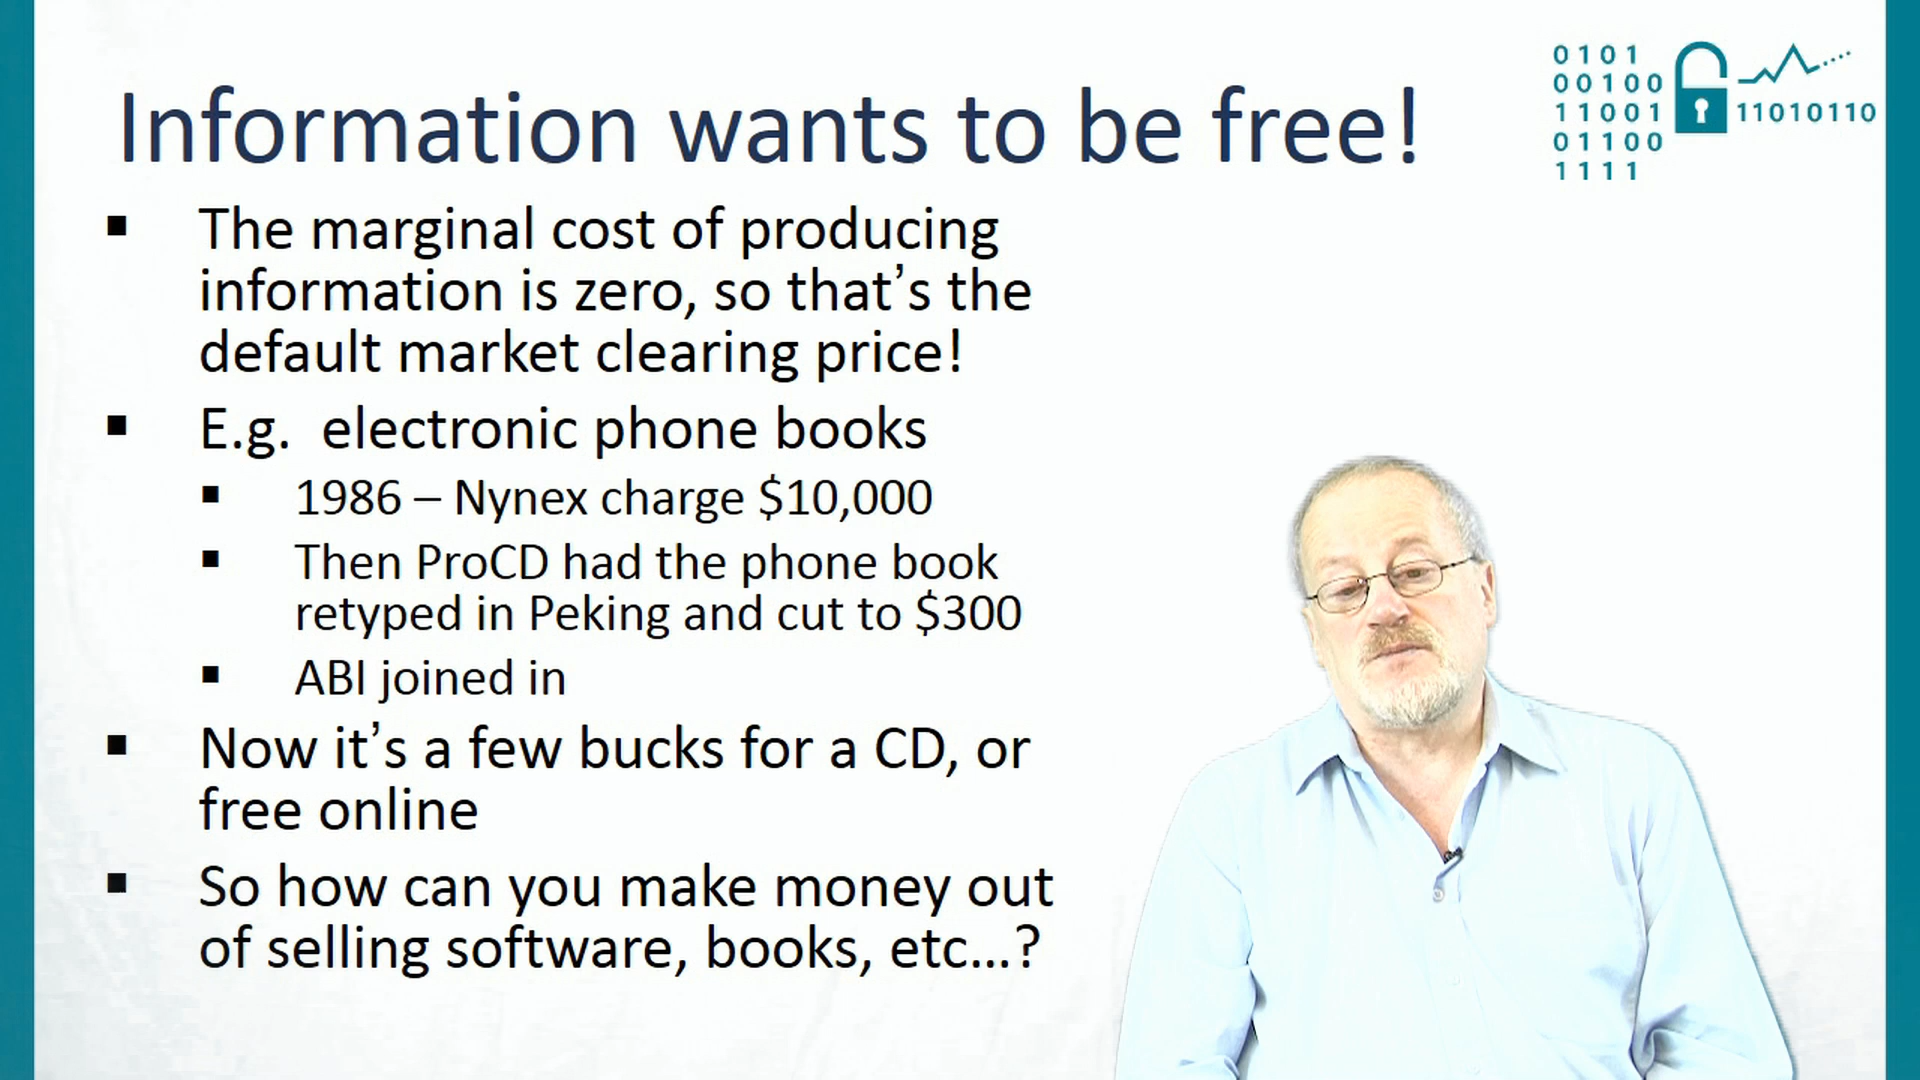 Information wants to be free!
0101
00100
11001
01100
1111
11010110
▪ The marginal cost of producing
information is zero, so that’s the
default market clearing price!
▪ E.g. electronic phone books
▪ 1986 – Nynex charge $10,000
▪ Then ProCD had the phone book
retyped in Peking and cut to $300
▪ ABI joined in
▪ Now it’s a few bucks for a CD, or
free online
▪ So how can you make money out
of selling software, books, etc…?